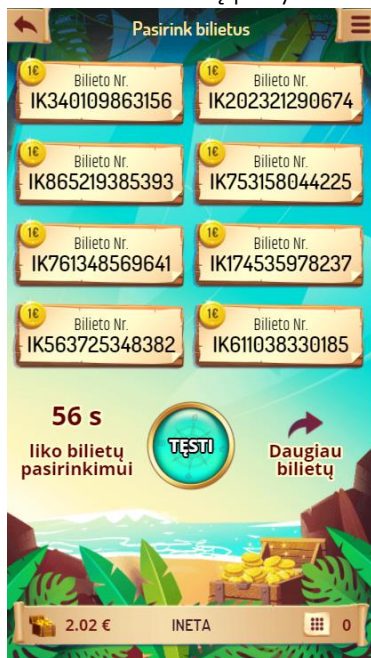 Pasirink bilietus
1€
Bilieto Nr.
IK340109863156
1€
Bilieto Nr.
IK202321290674
1€
Bilieto Nr.
IK865219385393
1€
Bilieto Nr.
IK753158044225
1€
Bilieto Nr.
IK761348569641
1€
Bilieto Nr.
IK174535978237
1€
Bilieto Nr.
IK563725348382
1€
Bilieto Nr.
IK611038330185
56 s
liko bilietų
pasirinkimui
TĘSTI
Daugiau
bilietų
2.02 €
INETA
0